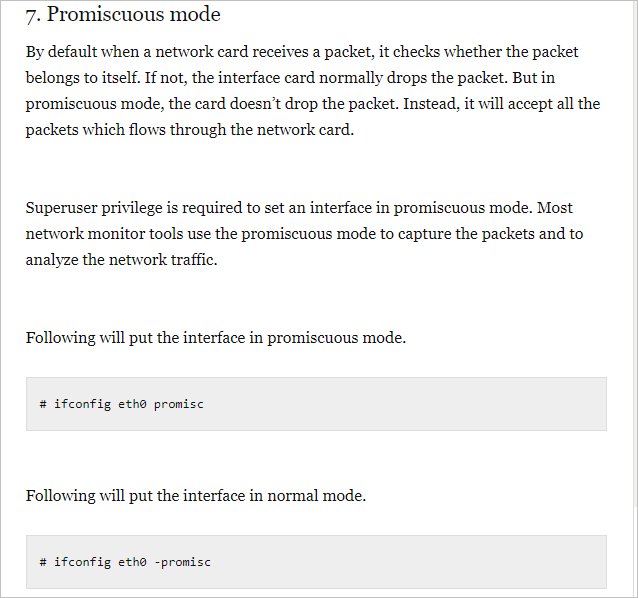 7. Promiscuous mode
By default when a network card receives a packet, it checks whether the packet
belongs to itself. If not, the interface card normally drops the packet. But in
promiscuous mode, the card doesn’t drop the packet. Instead, it will accept all the
packets which flows through the network card.
Superuser privilege is required to set an interface in promiscuous mode. Most
network monitor tools use the promiscuous mode to capture the packets and to
analyze the network traffic.
Following will put the interface in promiscuous mode.
# ifconfig eth0 promisc
Following will put the interface in normal mode.
# ifconfig eth0 -promisc